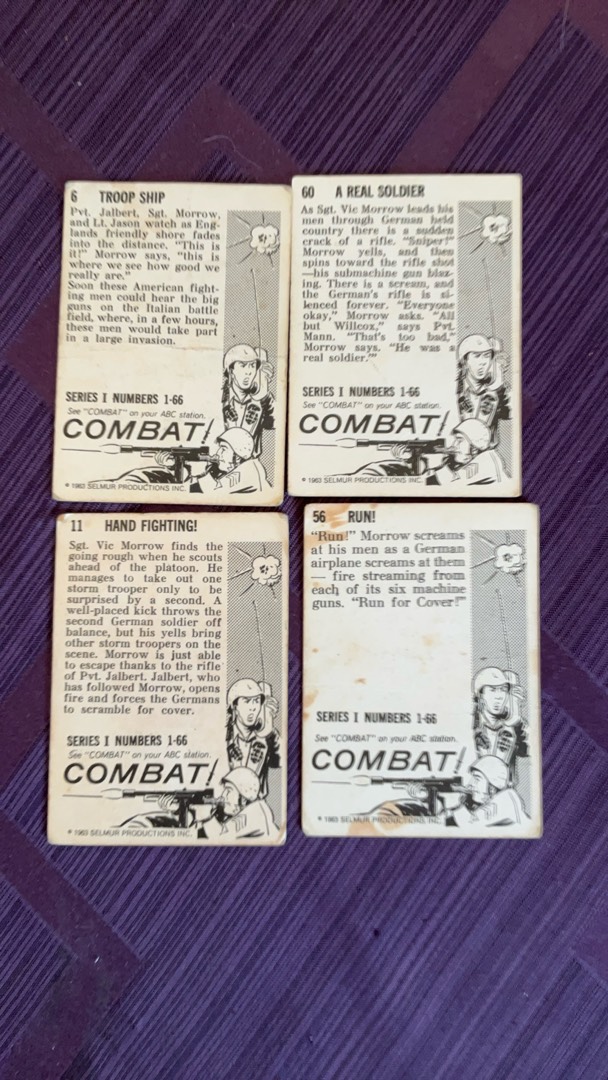 6 TROOP SHIP
Pvt. Jalbert, Sgt. Morrow,
and Lt. Jason watch as Eng-
lands friendly shore fades
into the distance. "This is
it!" Morrow says, "this is
where we see how good we
really are."
Soon these American fight-
ing men could hear the big
guns on the Italian battle
field, where, in a few hours,
these men would take part
in a large invasion.
SERIES I NUMBERS 1-66
See "COMBAT" on your ABC station.
COMBAT!
© 1963 SELMUR PRODUCTIONS INC.
60 A REAL SOLDIER
As Sgt. Vic Morrow leads his
men through German held
country there is a sudden
crack of a rifle. "Sniper!"
Morrow yells, and then
spins toward the rifle shot
—his submachine gun blaz-
ing. There is a scream, and
the German's rifle is si-
lenced forever. "Everyone
okay," Morrow asks. "All
but Willcox," says Pvt.
Mann. "That's too bad,"
Morrow says. "He was a
real soldier.'"
SERIES I NUMBERS 1-66
See "COMBAT" on your ABC station.
COMBAT!
© 1963 SELMUR PRODUCTIONS INC.
11 HAND FIGHTING!
Sgt. Vic Morrow finds the
going rough when he scouts
ahead of the platoon. He
manages to take out one
storm trooper only to be
surprised by a second. A
well-placed kick throws the
second German soldier off
balance, but his yells bring
other storm troopers on the
scene. Morrow is just able
to escape thanks to the rifle
of Pvt. Jalbert. Jalbert, who
has followed Morrow, opens
fire and forces the Germans
to scramble for cover.
SERIES I NUMBERS 1-66
See "COMBAT" on your ABC station.
COMBAT!
© 1963 SELMUR PRODUCTIONS INC.
56 RUN!
"Run!" Morrow screams
at his men as a German
airplane screams at them
— fire streaming from
each of its six machine
guns. "Run for Cover!"
SERIES I NUMBERS 1-66
See "COMBAT" on your ABC station.
COMBAT!
© 1963 SELMUR PRODUCTIONS, INC.